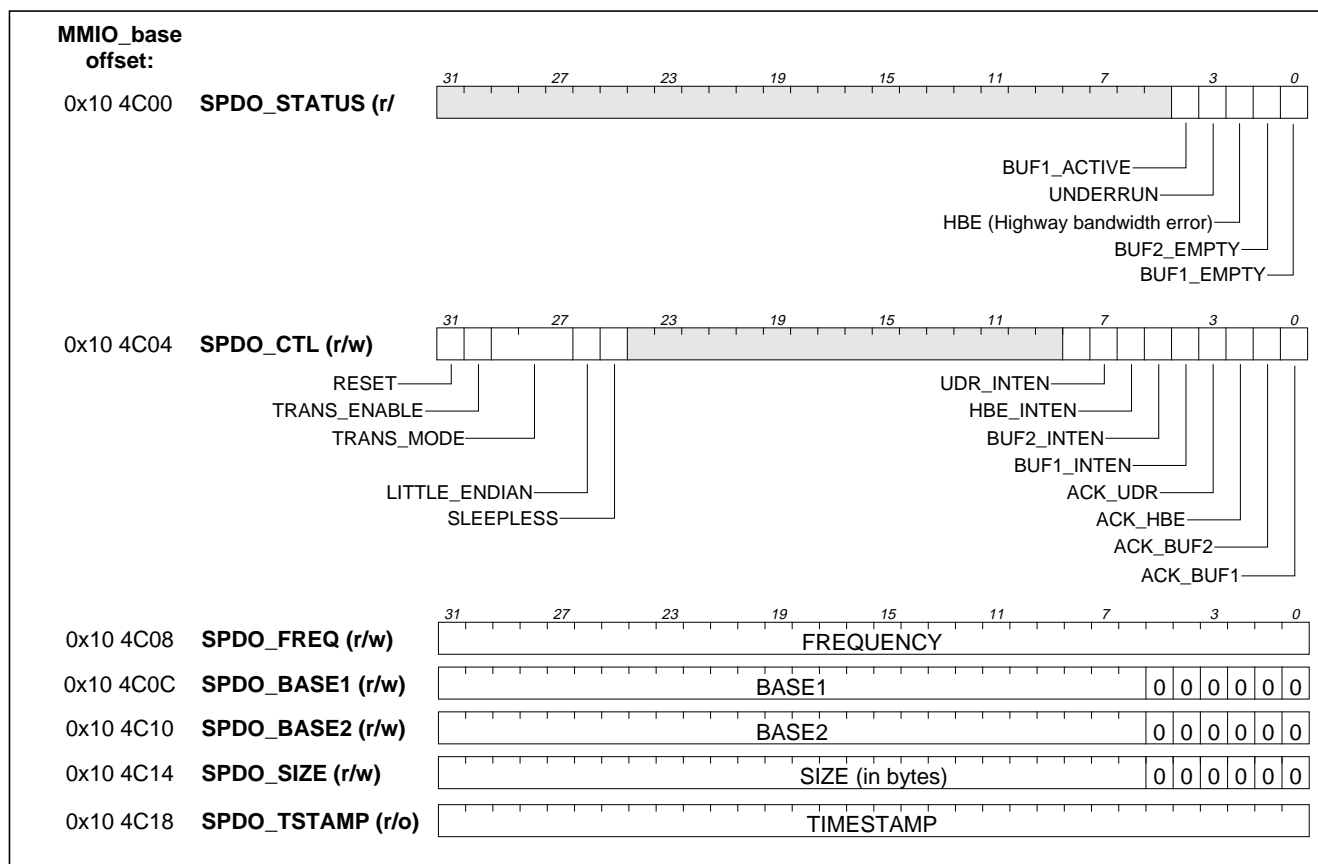 MMIO_base
offset:
31 27 23 19 15 11 7 3 0
0x10 4C00 SPDO_STATUS (r/
BUF1_ACTIVE
UNDERRUN
HBE (Highway bandwidth error)
BUF2_EMPTY
BUF1_EMPTY
31 27 23 19 15 11 7 3 0
0x10 4C04 SPDO_CTL (r/w)
RESET UDR_INTEN
TRANS_ENABLE HBE_INTEN
TRANS_MODE BUF2_INTEN
BUF1_INTEN
LITTLE_ENDIAN ACK_UDR
SLEEPLESS ACK_HBE
ACK_BUF2
ACK_BUF1
31 27 23 19 15 11 7 3 0
0x10 4C08 SPDO_FREQ (r/w) FREQUENCY
0x10 4C0C SPDO_BASE1 (r/w) BASE1 0 0 0 0 0 0
0x10 4C10 SPDO_BASE2 (r/w) BASE2 0 0 0 0 0 0
0x10 4C14 SPDO_SIZE (r/w) SIZE (in bytes) 0 0 0 0 0 0
0x10 4C18 SPDO_TSTAMP (r/o) TIMESTAMP